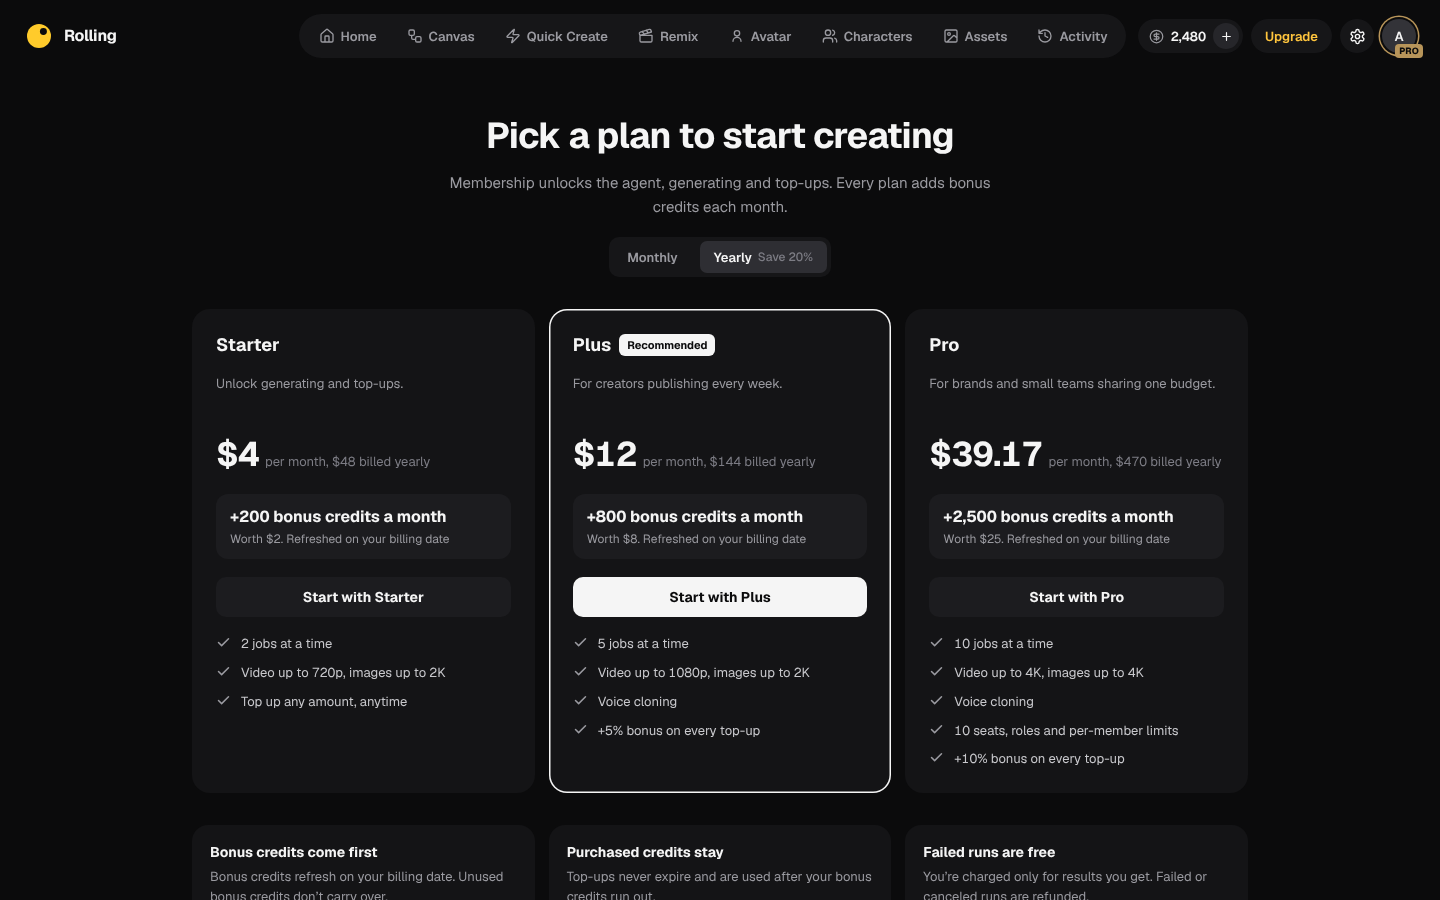 Rolling
Home
Canvas
Quick Create
Remix
Avatar
Characters
Assets
Activity
2,480
Upgrade
A
PRO
Pick a plan to start creating
Membership unlocks the agent, generating and top-ups. Every plan adds bonus
credits each month.
Monthly
Yearly Save 20%
Starter
Unlock generating and top-ups.
$4 per month, $48 billed yearly
+200 bonus credits a month
Worth $2. Refreshed on your billing date
Start with Starter
2 jobs at a time
Video up to 720p, images up to 2K
Top up any amount, anytime
Plus Recommended
For creators publishing every week.
$12 per month, $144 billed yearly
+800 bonus credits a month
Worth $8. Refreshed on your billing date
Start with Plus
5 jobs at a time
Video up to 1080p, images up to 2K
Voice cloning
+5% bonus on every top-up
Pro
For brands and small teams sharing one budget.
$39.17 per month, $470 billed yearly
+2,500 bonus credits a month
Worth $25. Refreshed on your billing date
Start with Pro
10 jobs at a time
Video up to 4K, images up to 4K
Voice cloning
10 seats, roles and per-member limits
+10% bonus on every top-up
Bonus credits come first
Bonus credits refresh on your billing date. Unused
bonus credits don't carry over.
Purchased credits stay
Top-ups never expire and are used after your bonus
credits run out.
Failed runs are free
You're charged only for results you get. Failed or
canceled runs are refunded.